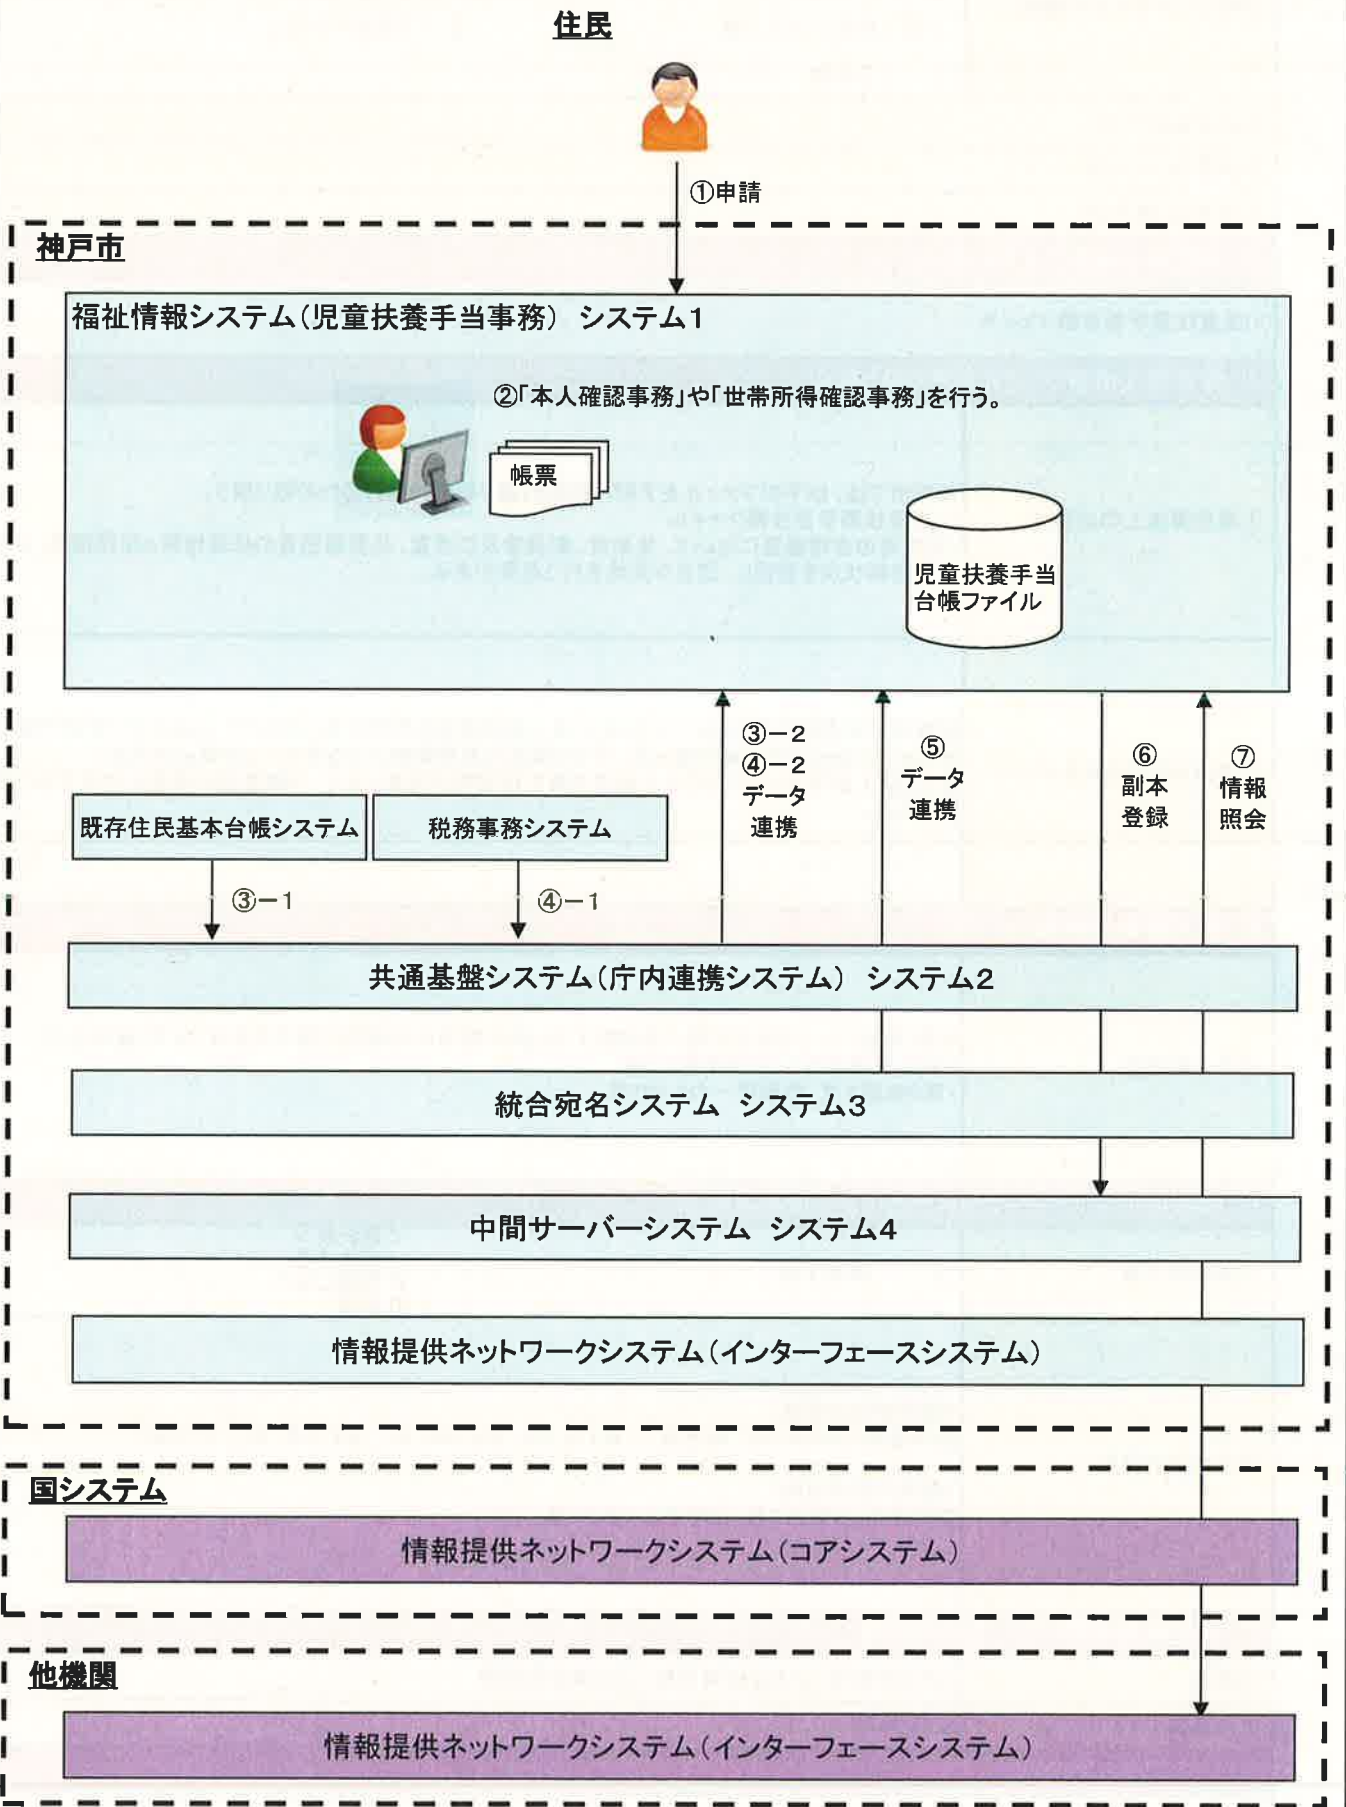 住民
①申請
神戸市
福祉情報システム(児童扶養手当事務) システム1
②「本人確認事務」や「世帯所得確認事務」を行う。
帳票
児童扶養手当
台帳ファイル
③－2
④－2
データ
連携
⑤
データ
連携
⑥
副本
登録
⑦
情報
照会
既存住民基本台帳システム
税務事務システム
③－1
④－1
共通基盤システム(庁内連携システム) システム2
統合宛名システム システム3
中間サーバーシステム システム4
情報提供ネットワークシステム(インターフェースシステム)
国システム
情報提供ネットワークシステム(コアシステム)
他機関
情報提供ネットワークシステム(インターフェースシステム)